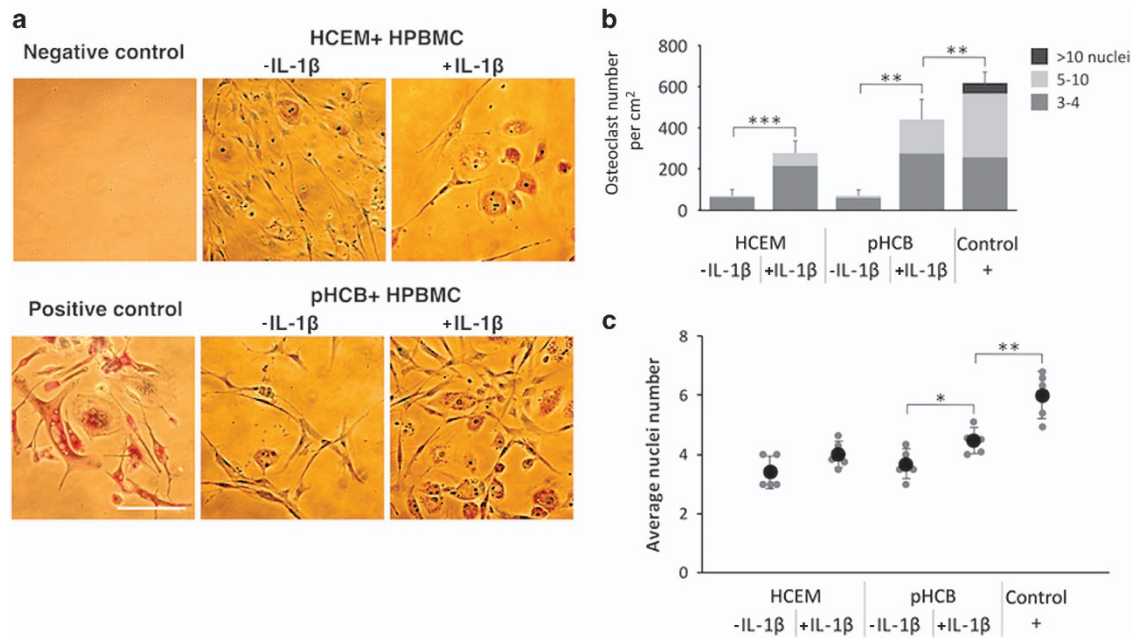 a
Negative control
HCEM+ HPBMC
-IL-1β
+IL-1β
Positive control
pHCB+ HPBMC
-IL-1β
+IL-1β
b
Osteoclast number
per cm²
800
600
400
200
0
***
**
**
>10 nuclei
5-10
3-4
HCEM
pHCB
Control
-IL-1β
+IL-1β
-IL-1β
+IL-1β
+
c
Average nuclei number
8
6
4
2
0
*
**
HCEM
pHCB
Control
-IL-1β
+IL-1β
-IL-1β
+IL-1β
+